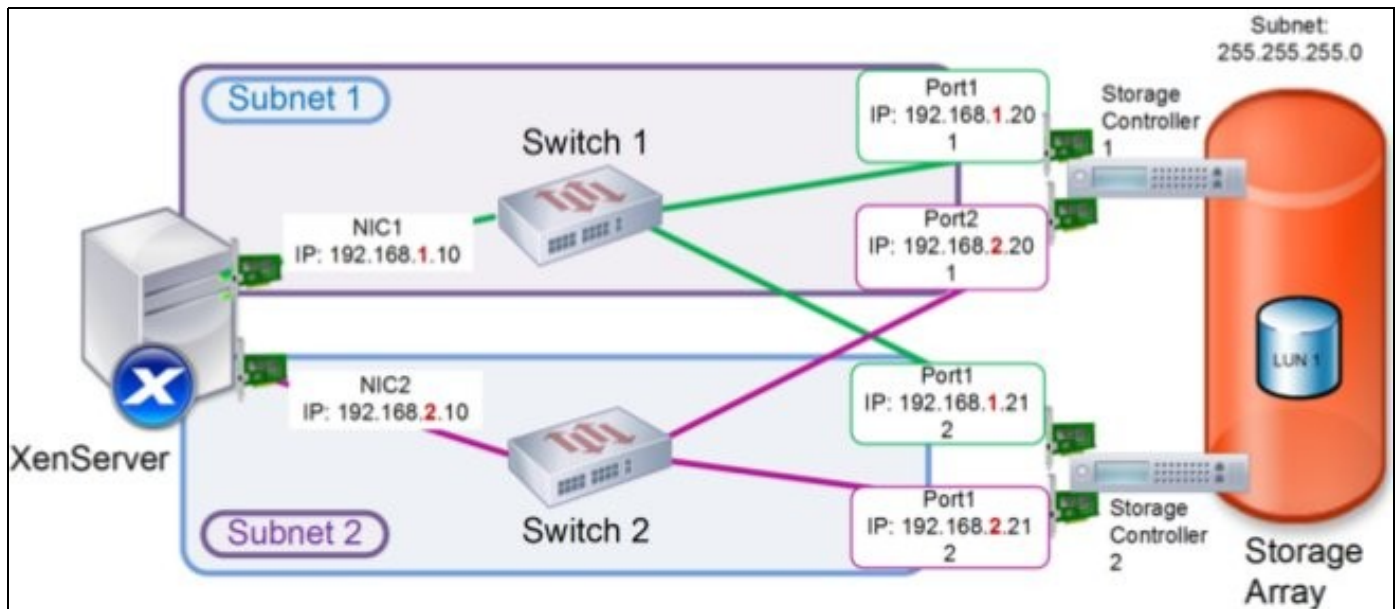 Subnet:
255.255.255.0
Subnet 1
Switch 1
Port1
IP: 192.168.1.20
1
Storage
Controller
1
NIC1
IP: 192.168.1.10
Port2
IP: 192.168.2.20
1
XenServer
NIC2
IP: 192.168.2.10
Port1
IP: 192.168.1.21
2
LUN 1
Subnet 2
Switch 2
Port1
IP: 192.168.2.21
2
Storage
Controller
2
Storage
Array
X